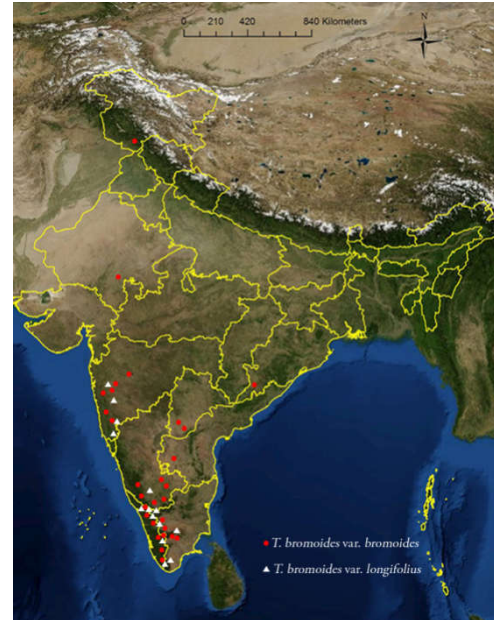 0 210 420 840 Kilometers
N
T. bromoides var. bromoides
T. bromoides var. longifolius